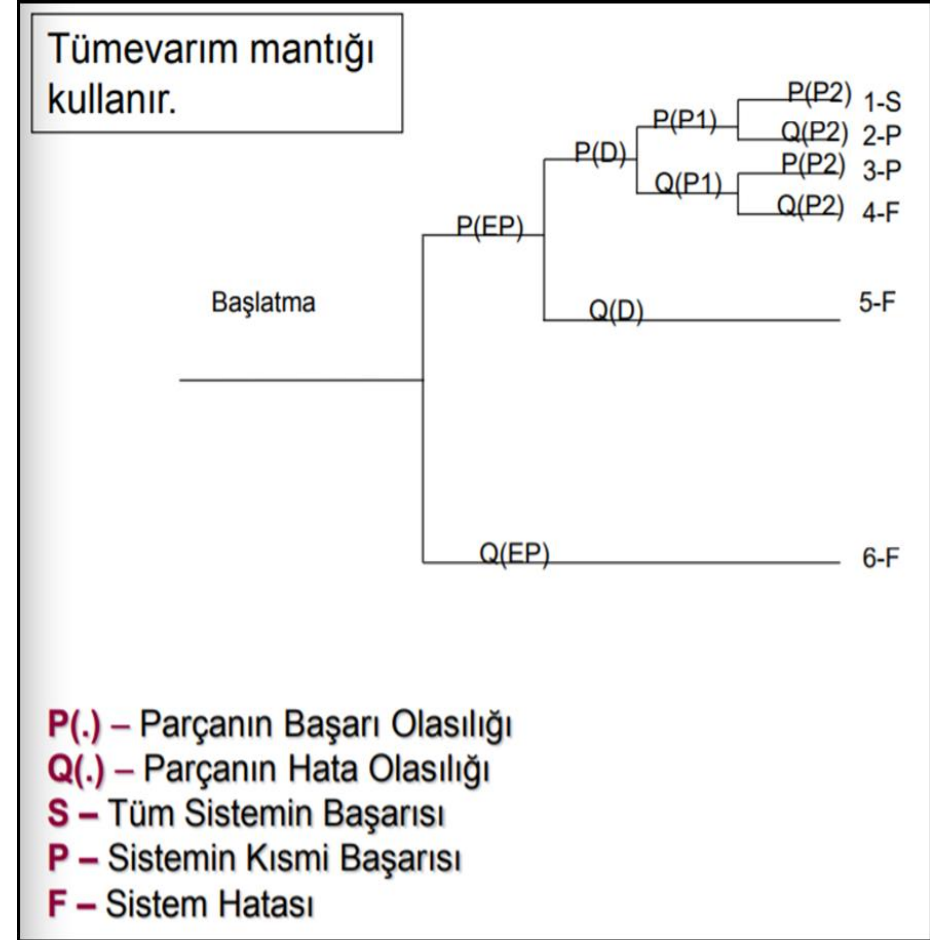 Tümevarım mantığı
kullanır.
P(P2) 1-S
P(P1)
Q(P2) 2-P
P(D)
P(P2) 3-P
Q(P1)
Q(P2) 4-F
P(EP)
Başlatma
Q(D)
5-F
Q(EP)
6-F
P(.) – Parçanın Başarı Olasılığı
Q(.) – Parçanın Hata Olasılığı
S – Tüm Sistemin Başarısı
P – Sistemin Kısmi Başarısı
F – Sistem Hatası